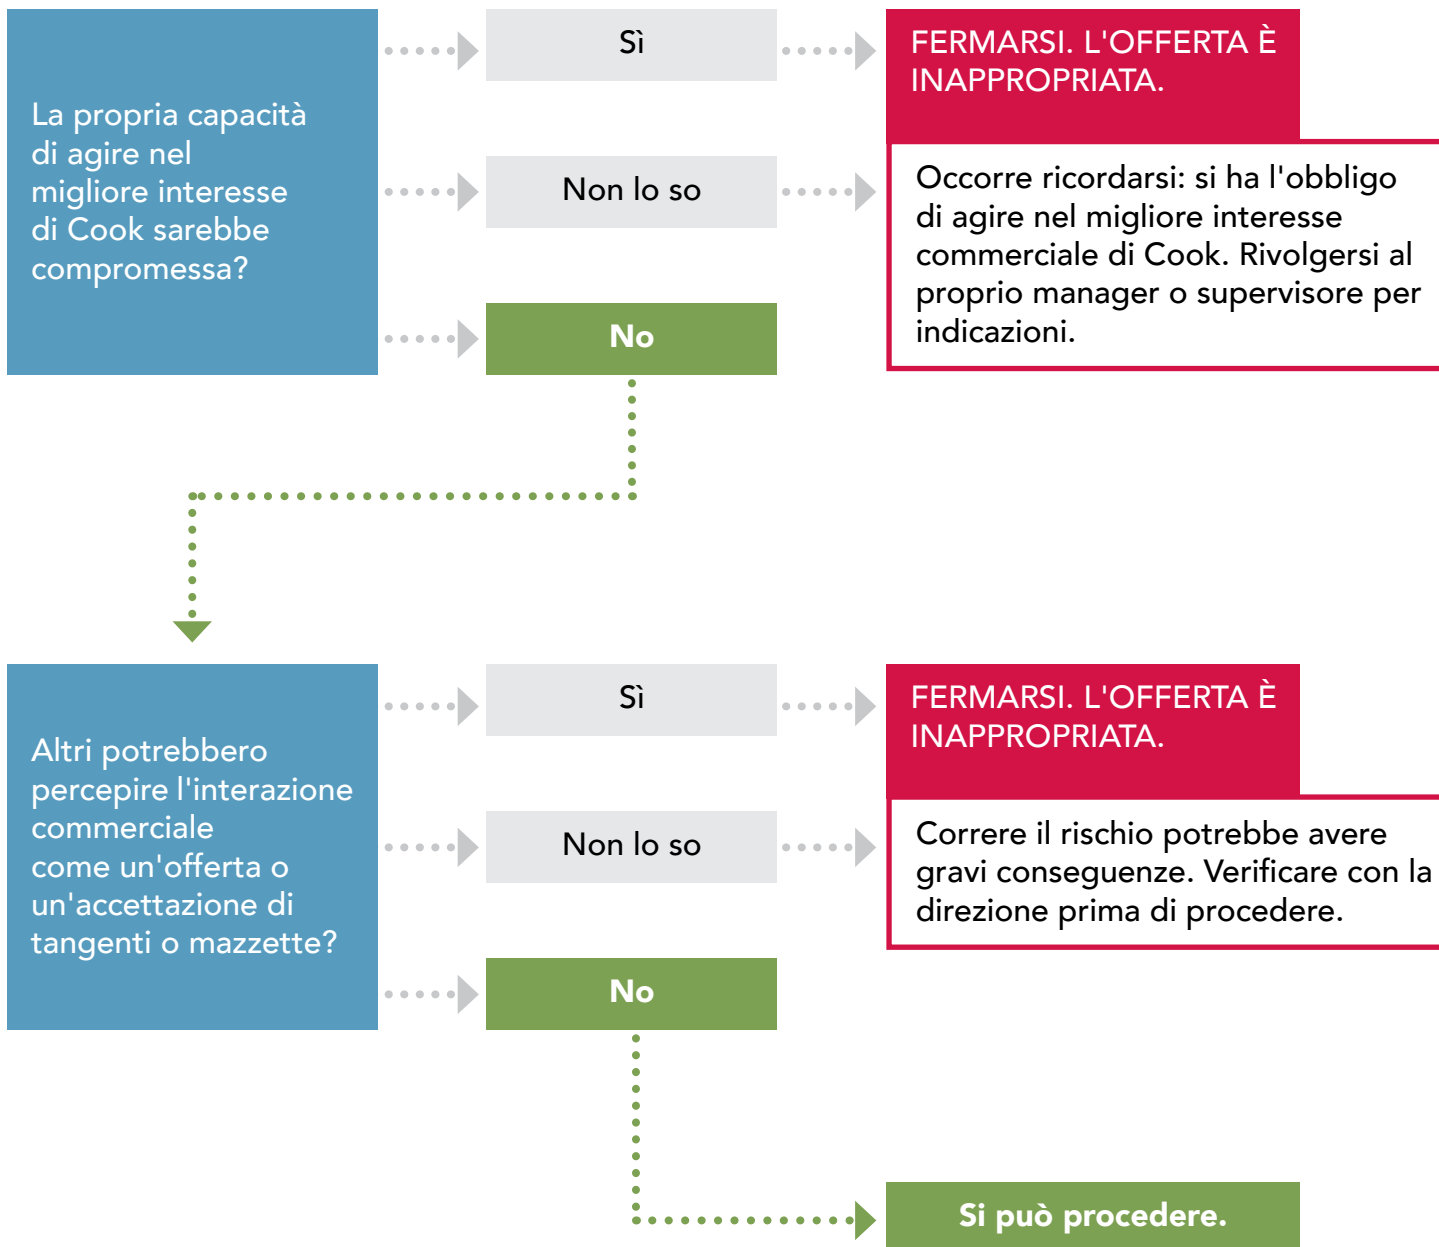 La propria capacità
di agire nel
migliore interesse
di Cook sarebbe
compromessa?
Sì
FERMARSI. L'OFFERTA È
INAPPROPRIATA.
Non lo so
Occorre ricordarsi: si ha l'obbligo
di agire nel migliore interesse
commerciale di Cook. Rivolgersi al
proprio manager o supervisore per
indicazioni.
No
Altri potrebbero
percepire l'interazione
commerciale
come un'offerta o
un'accettazione di
tangenti o mazzette?
Sì
FERMARSI. L'OFFERTA È
INAPPROPRIATA.
Non lo so
Correre il rischio potrebbe avere
gravi conseguenze. Verificare con la
direzione prima di procedere.
No
Si può procedere.